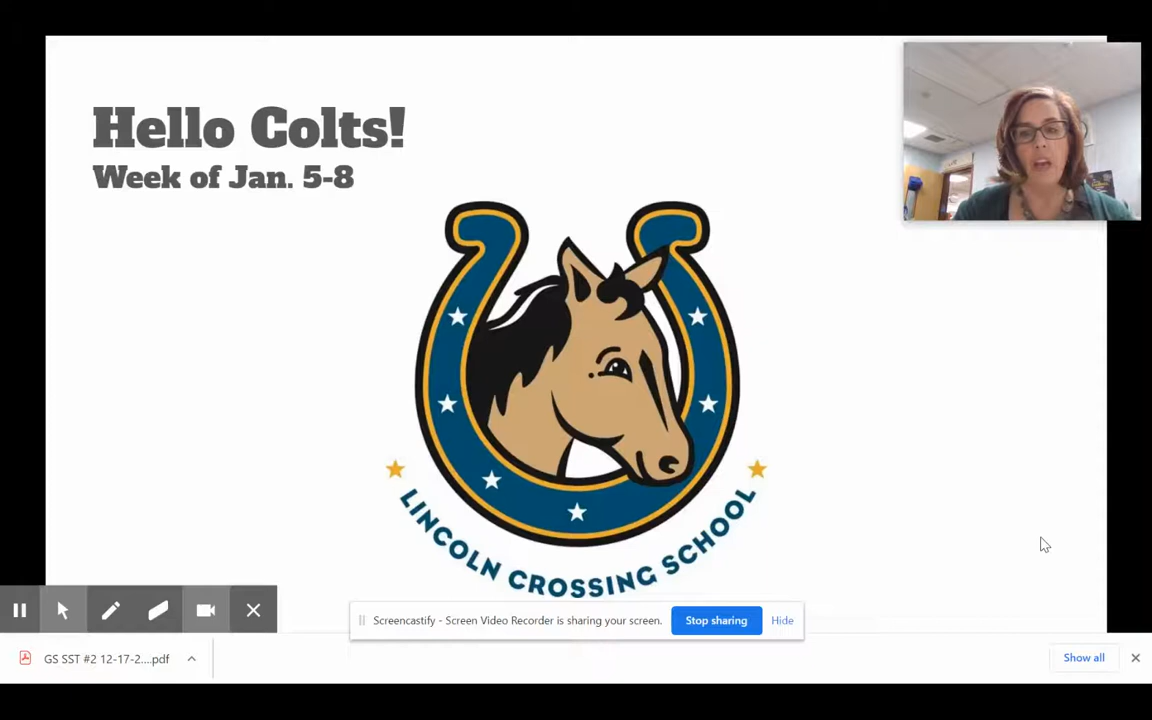 Hello Colts!
Week of Jan. 5-8
LINCOLN CROSSING SCHOOL
Screencastify - Screen Video Recorder is sharing your screen.
Stop sharing
Hide
GS SST #2 12-17-2....pdf
Show all